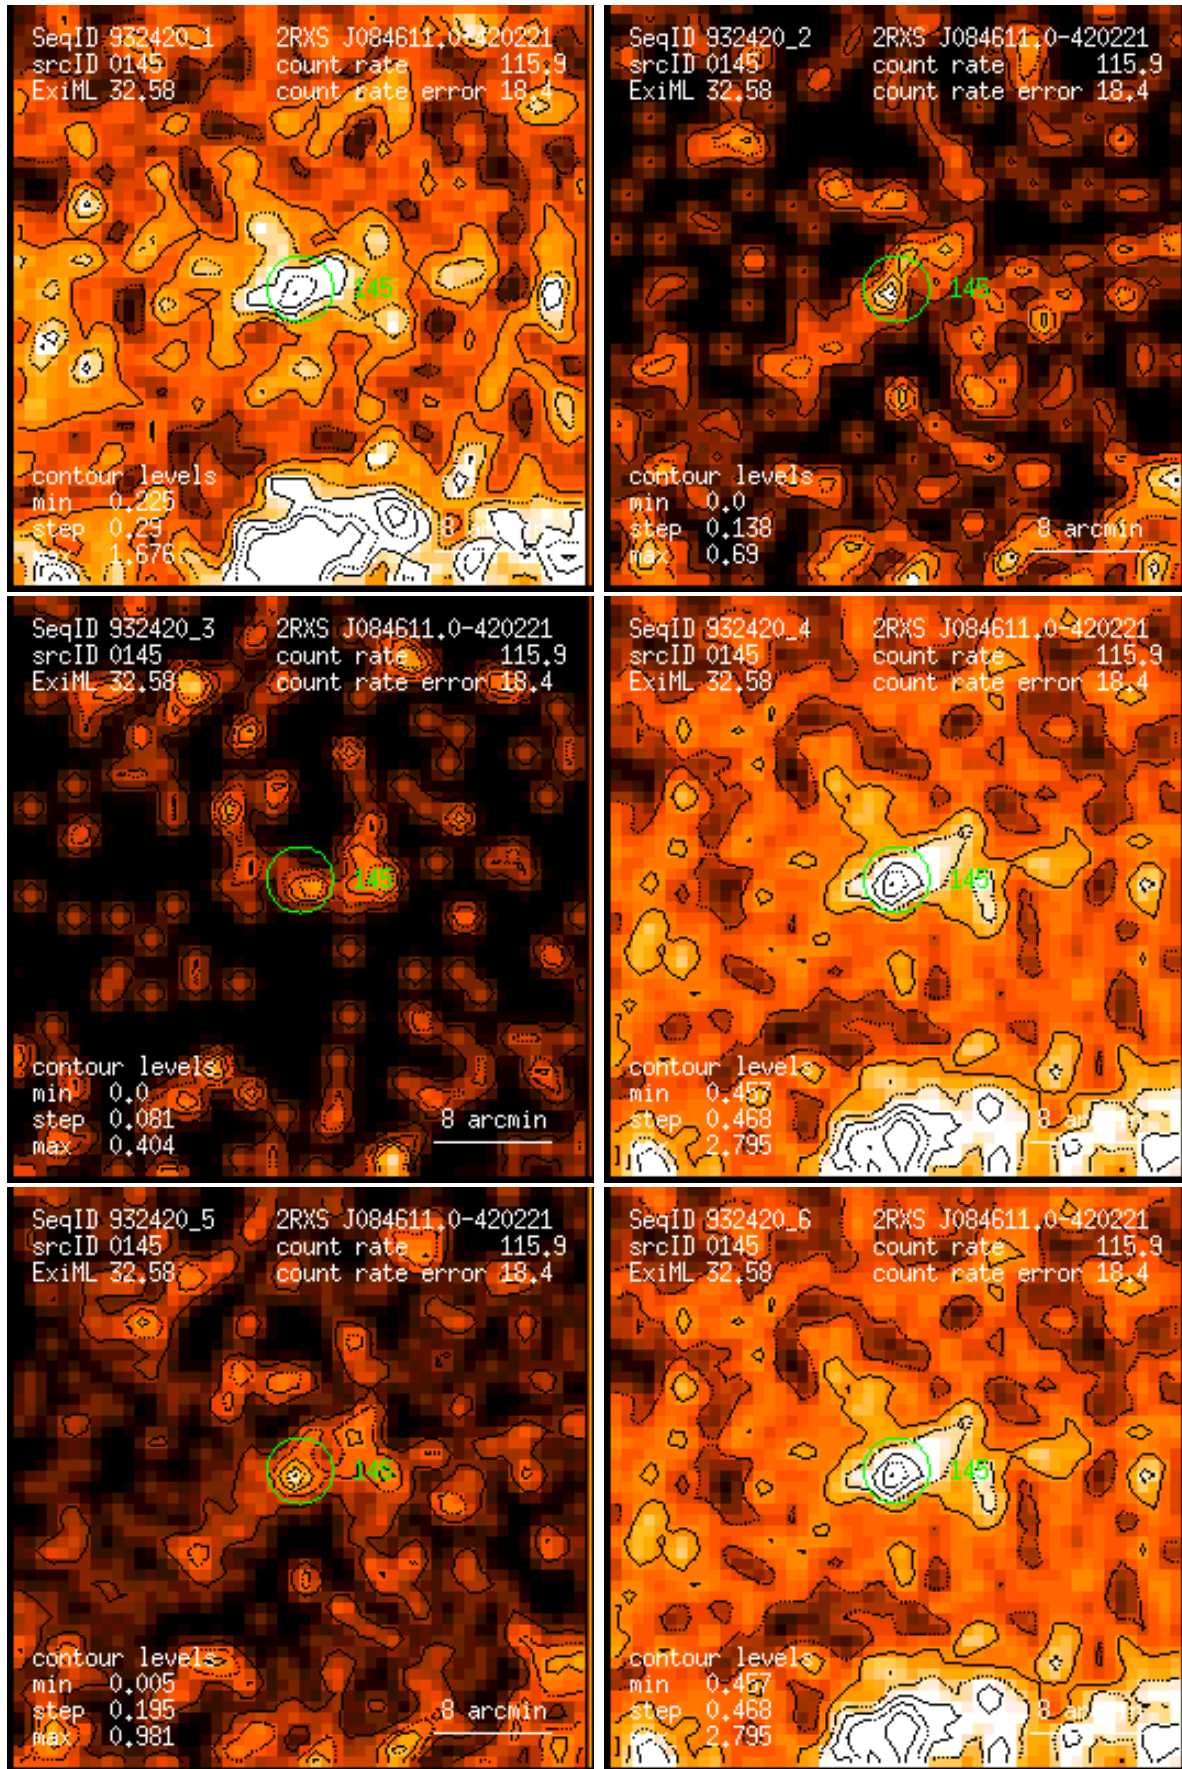 SeqID 932420_1 2RXS J084611.0-420221
srcID 0145 count rate 115.9
ExiML 32.58 count rate error 18.4
145
contour levels
min 0.225
step 0.29 8 arcmin
max 1.676
SeqID 932420_2 2RXS J084611.0-420221
srcID 0145 count rate 115.9
ExiML 32.58 count rate error 18.4
145
contour levels
min 0.0
step 0.138 8 arcmin
max 0.69
SeqID 932420_3 2RXS J084611.0-420221
srcID 0145 count rate 115.9
ExiML 32.58 count rate error 18.4
145
contour levels
min 0.0
step 0.081 8 arcmin
max 0.404
SeqID 932420_4 2RXS J084611.0-420221
srcID 0145 count rate 115.9
ExiML 32.58 count rate error 18.4
145
contour levels
min 0.457
step 0.468 8
max 2.795
SeqID 932420_5 2RXS J084611.0-420221
srcID 0145 count rate 115.9
ExiML 32.58 count rate error 18.4
145
contour levels
min 0.005
step 0.195 8 arcmin
max 0.981
SeqID 932420_6 2RXS J084611.0-420221
srcID 0145 count rate 115.9
ExiML 32.58 count rate error 18.4
145
contour levels
min 0.457
step 0.468 8
max 2.795